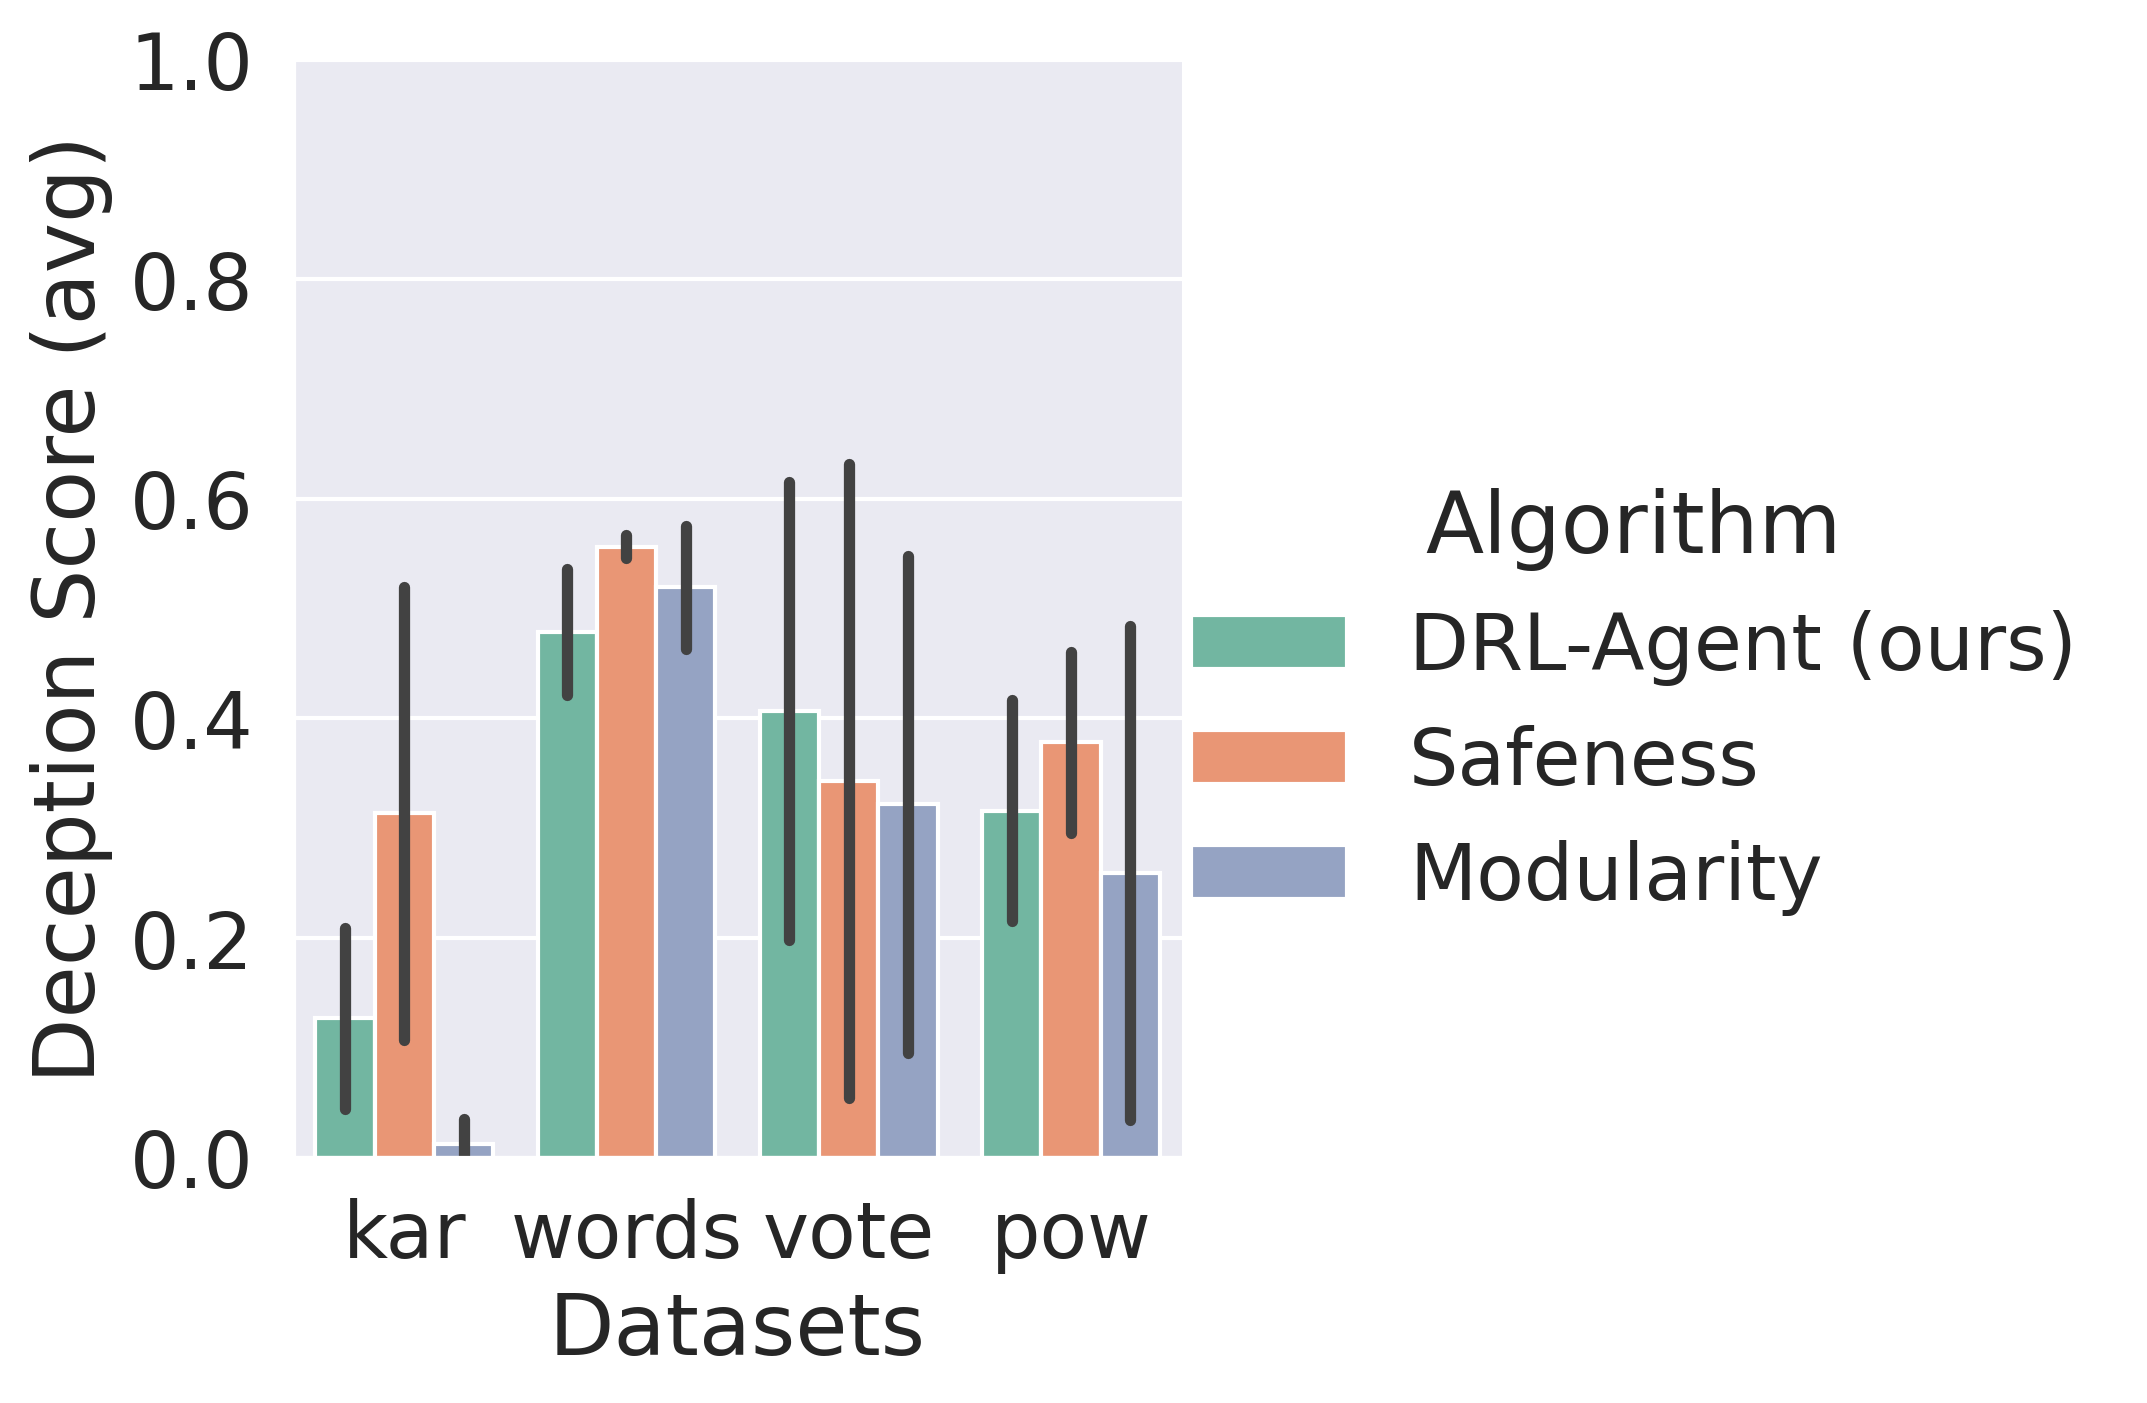 Deception Score (avg)
1.0
0.8
0.6
0.4
0.2
0.0
kar words vote pow
Datasets
Algorithm
DRL-Agent (ours)
Safeness
Modularity